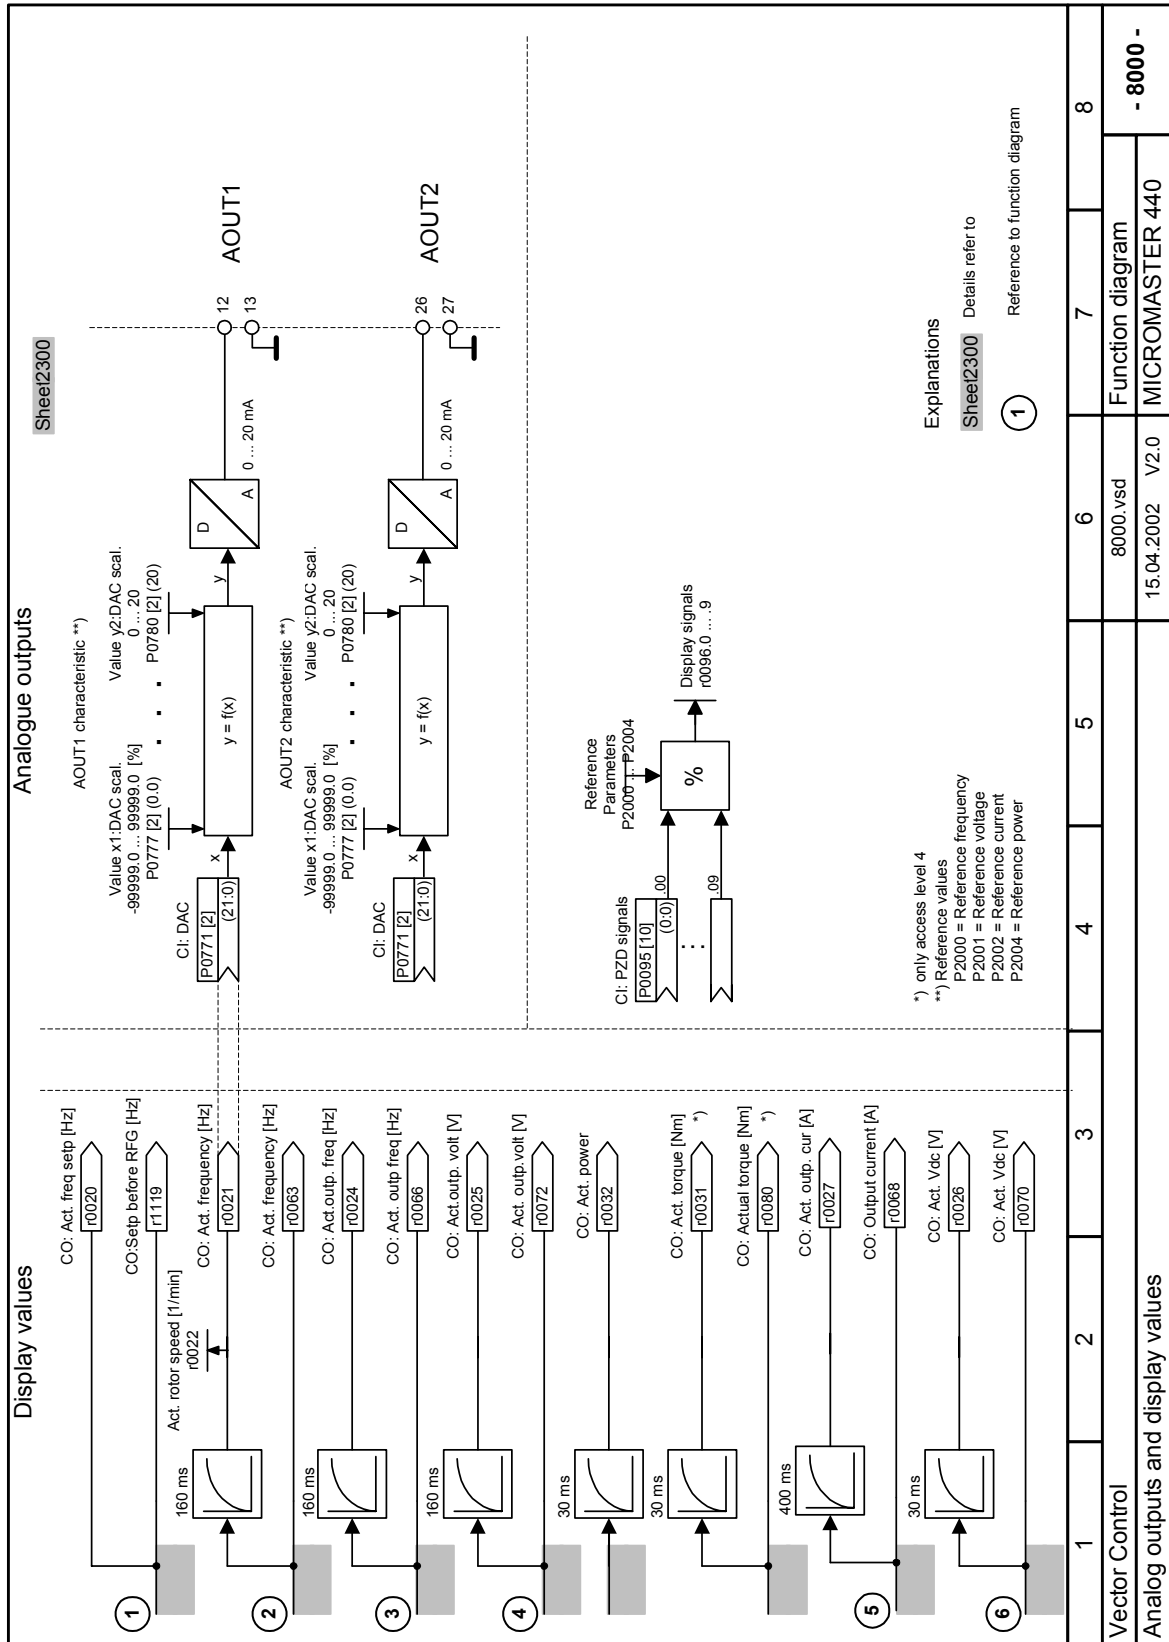 Display values
Analogue outputs
Sheet2300
CO: Act. freq setp [Hz]
r0020
CO:Setp before RFG [Hz]
r1119
1
Act. rotor speed [1/min]
r0022
160 ms
CO: Act. frequency [Hz]
r0021
CO: Act. frequency [Hz]
r0063
2
160 ms
CO: Act.outp. freq [Hz]
r0024
CO: Act. outp freq [Hz]
r0066
3
160 ms
CO: Act.outp. volt [V]
r0025
CO: Act. outp.volt [V]
r0072
4
30 ms
CO: Act. power
r0032
30 ms
CO: Act. torque [Nm]
r0031
*)
CO: Actual torque [Nm]
r0080
*)
400 ms
CO: Act. outp. cur [A]
r0027
CO: Output current [A]
r0068
5
30 ms
CO: Act. Vdc [V]
r0026
CO: Act. Vdc [V]
r0070
6
AOUT1 characteristic **)
Value x1:DAC scal.
-99999.0 ... 99999.0 [%]
P0777 [2] (0.0)
. . .
Value y2:DAC scal.
0 ... 20
P0780 [2] (20)
CI: DAC
P0771 [2]
(21:0)
x
y = f(x)
y
D
A
0 ... 20 mA
12
13
AOUT1
AOUT2 characteristic **)
Value x1:DAC scal.
-99999.0 ... 99999.0 [%]
P0777 [2] (0.0)
. . .
Value y2:DAC scal.
0 ... 20
P0780 [2] (20)
CI: DAC
P0771 [2]
(21:0)
x
y = f(x)
y
D
A
0 ... 20 mA
26
27
AOUT2
Reference
Parameters
P2000 ... P2004
CI: PZD signals
P0095 [10]
(0:0)
.00
...
.09
%
Display signals
r0096.0 ... .9
*) only access level 4
**) Reference values
P2000 = Reference frequency
P2001 = Reference voltage
P2002 = Reference current
P2004 = Reference power
Explanations
Sheet2300 Details refer to
1 Reference to function diagram
1 2 3 4 5 6 7 8
Vector Control
8000.vsd
Function diagram
- 8000 -
Analog outputs and display values
15.04.2002 V2.0
MICROMASTER 440